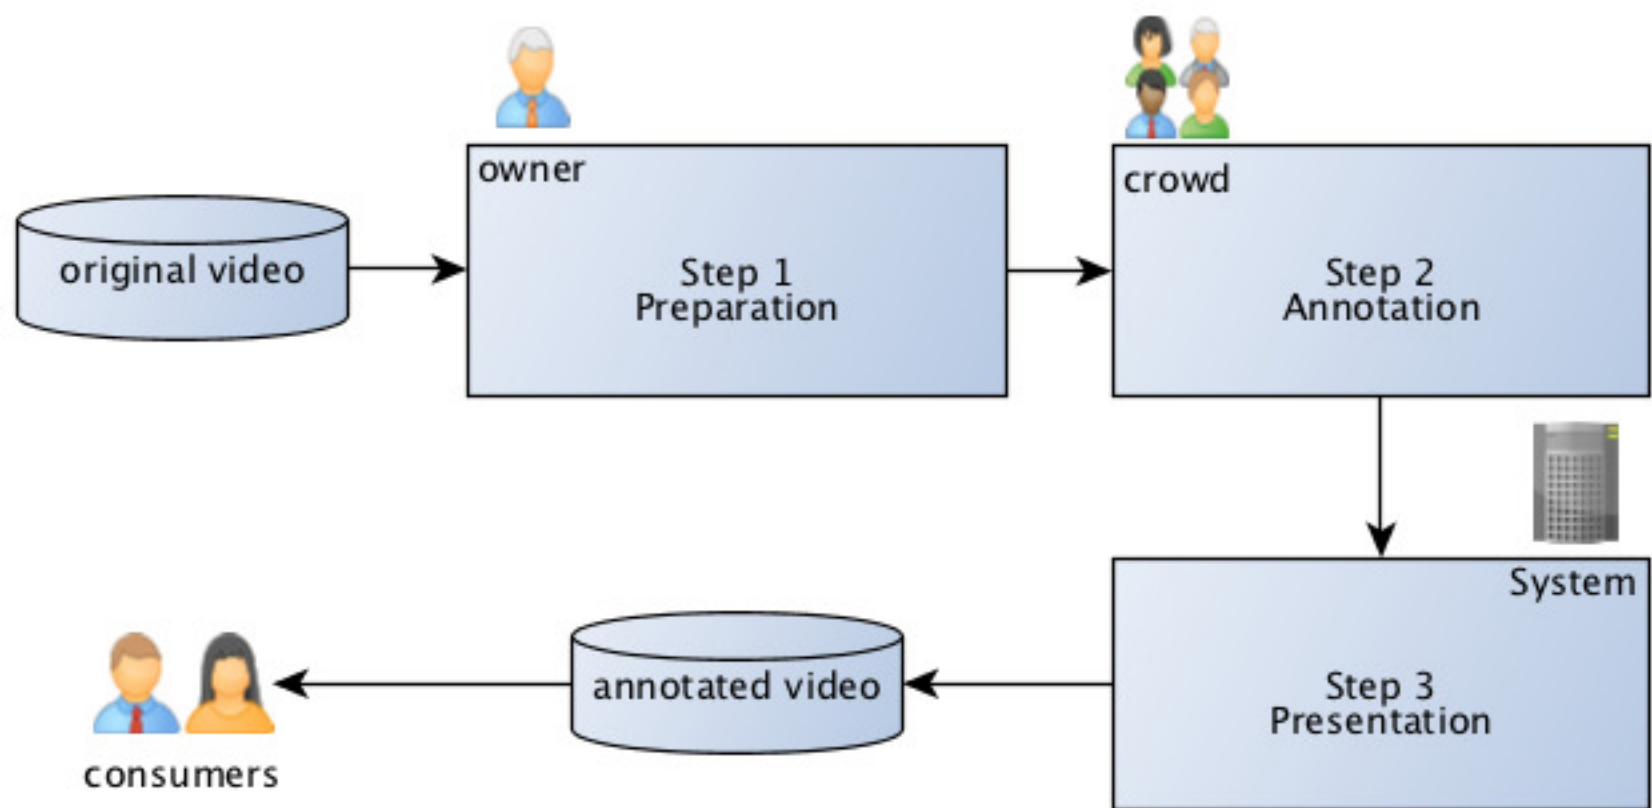 owner
crowd
original video
Step 1
Preparation
Step 2
Annotation
System
annotated video
Step 3
Presentation
consumers